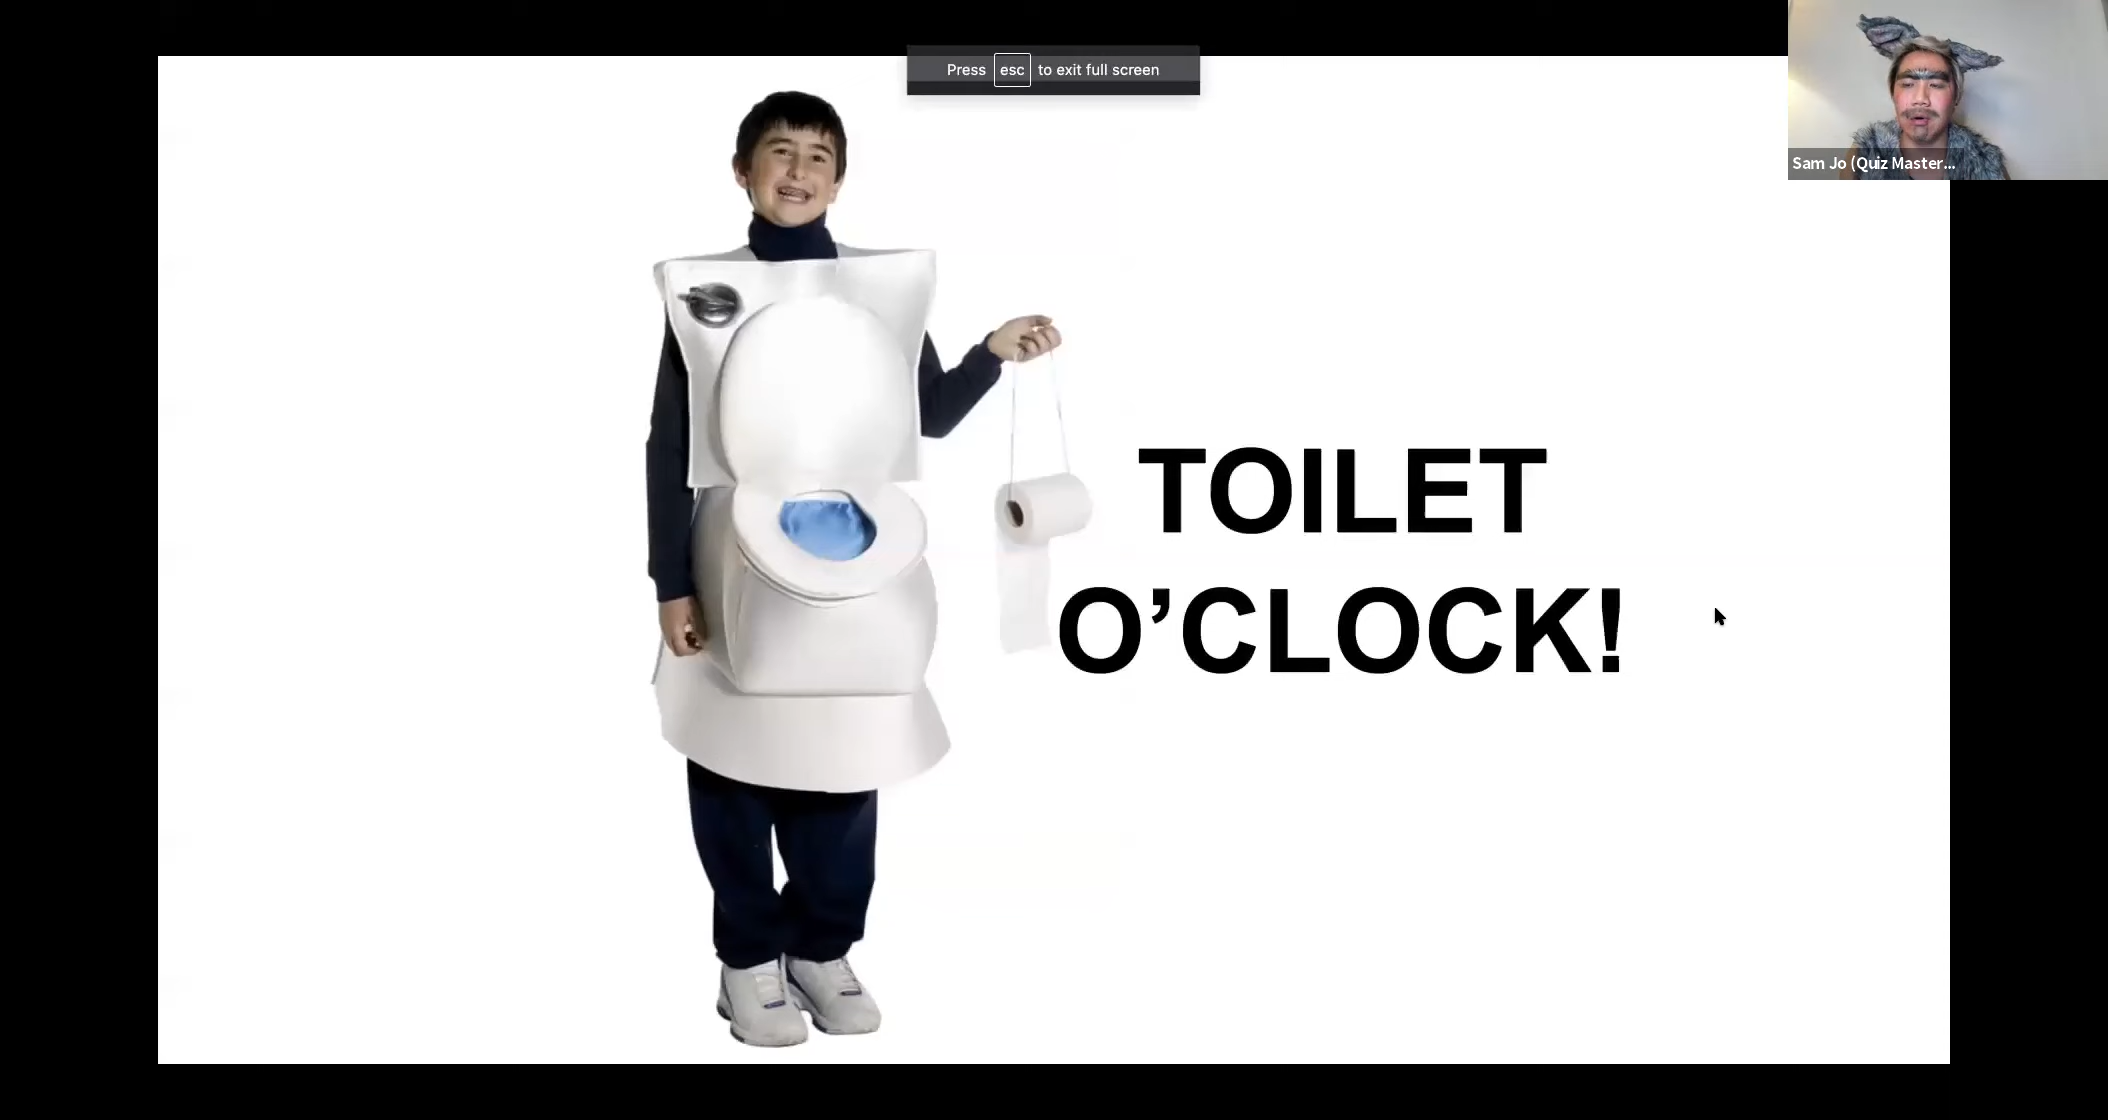 Press esc to exit full screen
Sam Jo (Quiz Master...
TOILET
O’CLOCK!